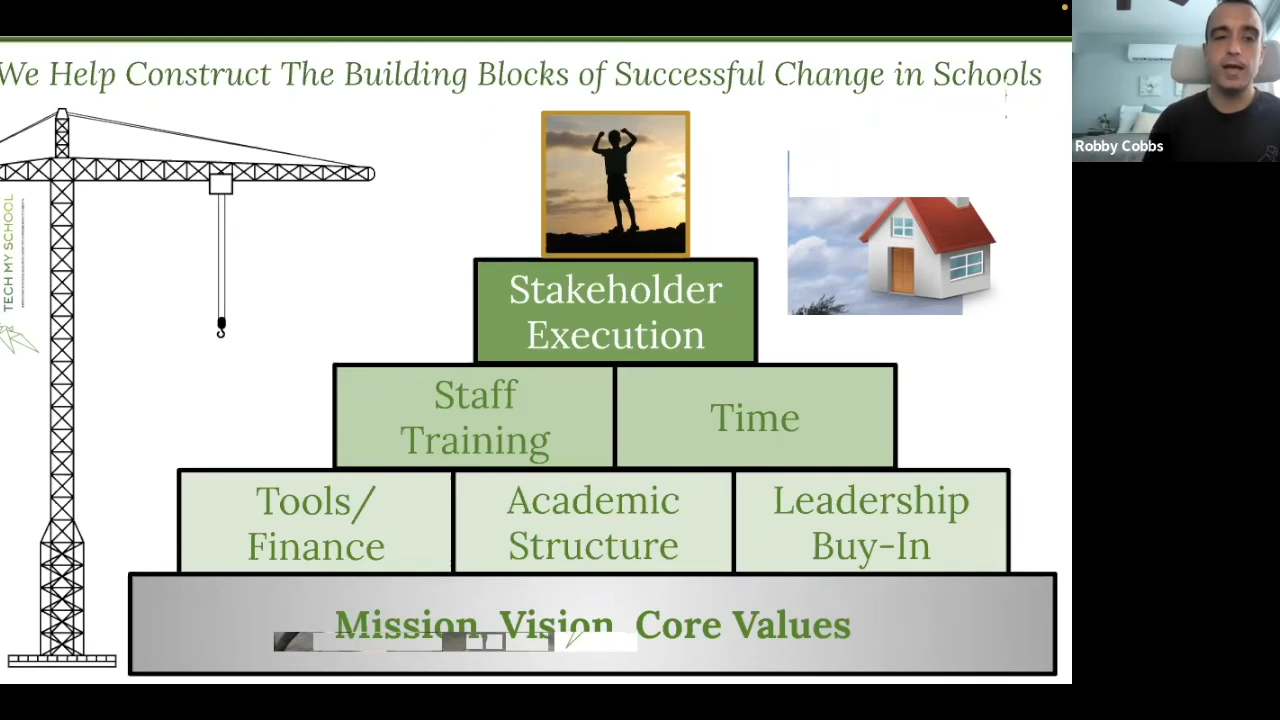 We Help Construct The Building Blocks of Successful Change in Schools
Robby Cobbs
TECH MY SCHOOL
Stakeholder
Execution
Staff
Training
Time
Tools/
Finance
Academic
Structure
Leadership
Buy-In
Mission Vision Core Values